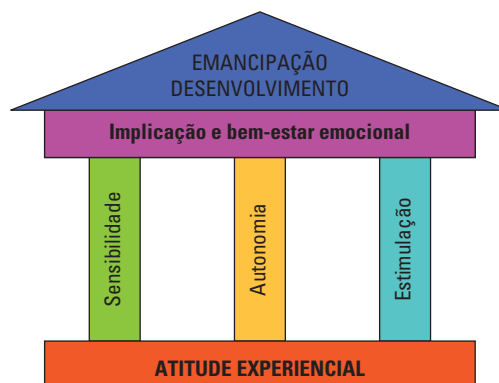 EMANCIPAÇÃO
DESENVOLVIMENTO
Implicação e bem-estar emocional
Sensibilidade
Autonomia
Estimulação
ATITUDE EXPERIENCIAL